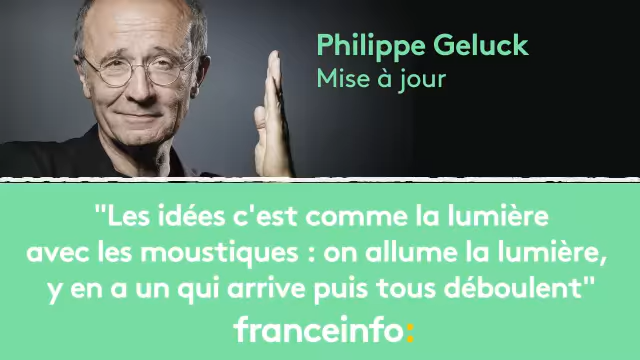 Philippe Geluck
Mise à jour
"Les idées c'est comme la lumière
avec les moustiques : on allume la lumière,
y en a un qui arrive puis tous déboulent"
franceinfo: